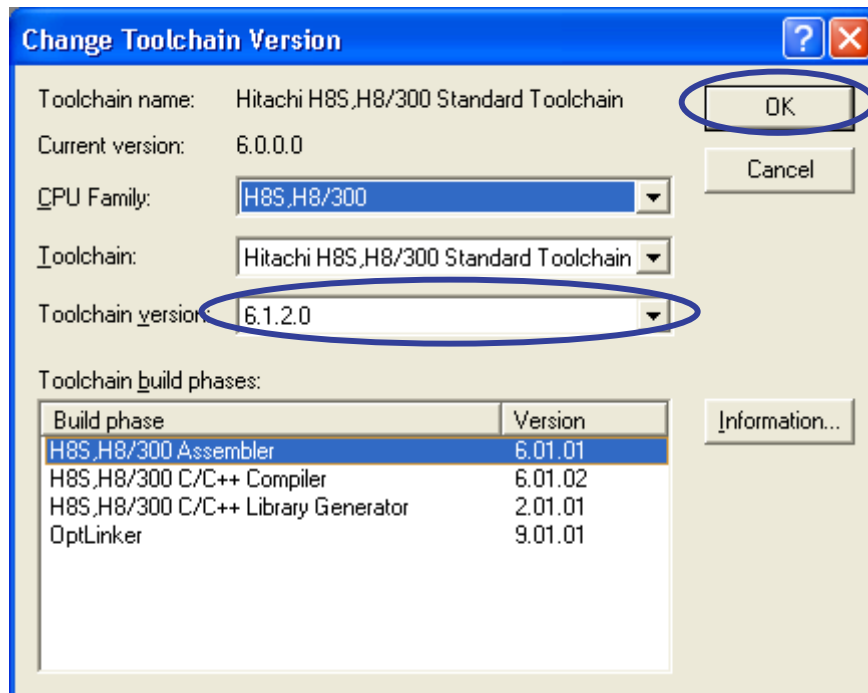 Change Toolchain Version
Toolchain name: Hitachi H8S,H8/300 Standard Toolchain
OK
Current version: 6.0.0.0
Cancel
CPU Family: H8S,H8/300
Toolchain: Hitachi H8S,H8/300 Standard Toolchain
Toolchain version: 6.1.2.0
Toolchain build phases:
Build phase Version
Information...
H8S,H8/300 Assembler 6.01.01
H8S,H8/300 C/C++ Compiler 6.01.02
H8S,H8/300 C/C++ Library Generator 2.01.01
OptLinker 9.01.01